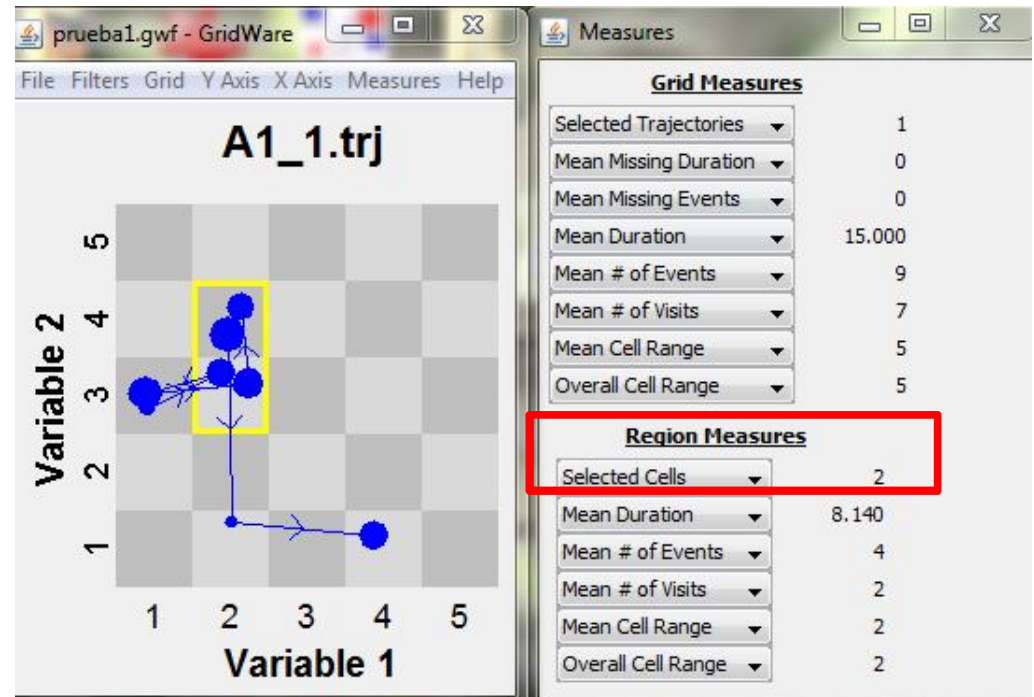 prueba1.gwf - GridWare
File Filters Grid Y Axis X Axis Measures Help
A1_1.trj
5
4
3
2
1
Variable 2
1 2 3 4 5
Variable 1
Measures
Grid Measures
Selected Trajectories 1
Mean Missing Duration 0
Mean Missing Events 0
Mean Duration 15.000
Mean # of Events 9
Mean # of Visits 7
Mean Cell Range 5
Overall Cell Range 5
Region Measures
Selected Cells 2
Mean Duration 8.140
Mean # of Events 4
Mean # of Visits 2
Mean Cell Range 2
Overall Cell Range 2